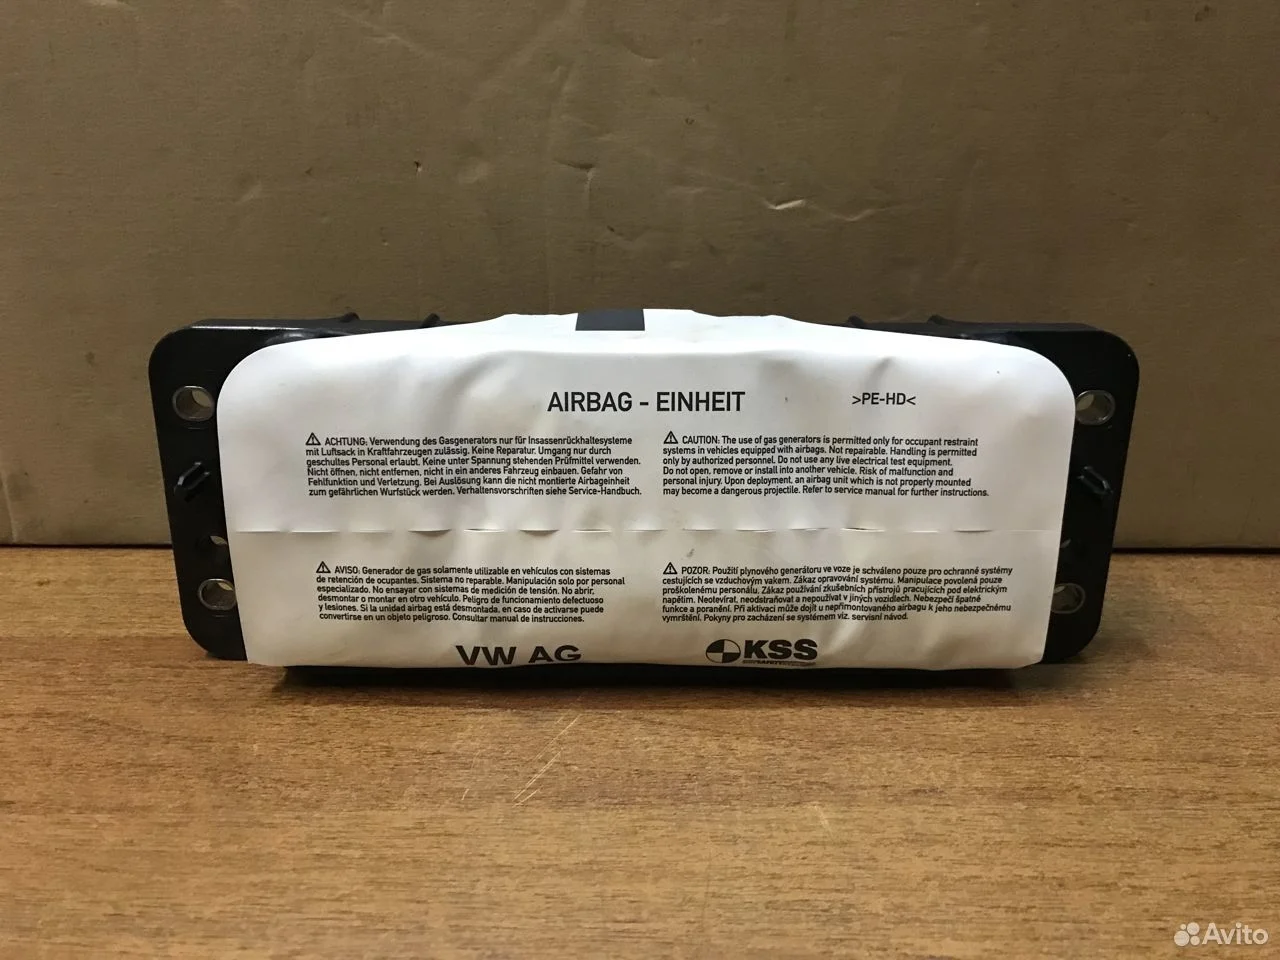 AIRBAG - EINHEIT
>PE-HD<
⚠ ACHTUNG: Verwendung des Gasgenerators nur für Insassenrückhaltesysteme
mit Luftsack in Kraftfahrzeugen zulässig. Keine Reparatur. Umgang nur durch
geschultes Personal erlaubt. Keine unter Spannung stehenden Prüfmittel verwenden.
Nicht öffnen, nicht entfernen, nicht in ein anderes Fahrzeug einbauen. Gefahr von
Fehlfunktion und Verletzung. Bei Auslösung kann die nicht montierte Airbageinheit
zum gefährlichen Wurfstück werden. Verhaltensvorschriften siehe Service-Handbuch.
⚠ CAUTION: The use of gas generators is permitted only for occupant restraint
systems in vehicles equipped with airbags. Not repairable. Handling is permitted
only by authorized personnel. Do not use any live electrical test equipment.
Do not open, remove or install into another vehicle. Risk of malfunction and
personal injury. Upon deployment, an airbag unit which is not properly mounted
may become a dangerous projectile. Refer to service manual for further instructions.
⚠ AVISO: Generador de gas solamente utilizable en vehículos con sistemas
de retención de ocupantes. Sistema no reparable. Manipulación solo por personal
especializado. No ensayar con sistemas de medición de tensión. No abrir,
desmontar o montar en otro vehículo. Peligro de funcionamiento defectuoso
y lesiones. Si la unidad airbag está desmontada, en caso de activarse puede
convertirse en un objeto peligroso. Consultar manual de instrucciones.
⚠ POZOR: Použití plynového generátoru ve voze je schváleno pouze pro ochranné systémy
cestujících se vzduchovým vakem. Zákaz opravování systému. Manipulace povolená pouze
proškolenému personálu. Zákaz používání zkušebních přístrojů pracujících pod elektrickým
napětím. Neotevírat, neodstraňovat a nepoužívat v jiných vozidlech. Nebezpečí špatné
funkce a poranění. Při aktivaci může dojít u nepřimontovaného airbagu k jeho nebezpečnému
vymrštění. Pokyny pro zacházení se systémem viz. servisní návod.
VW AG
KSS
Avito